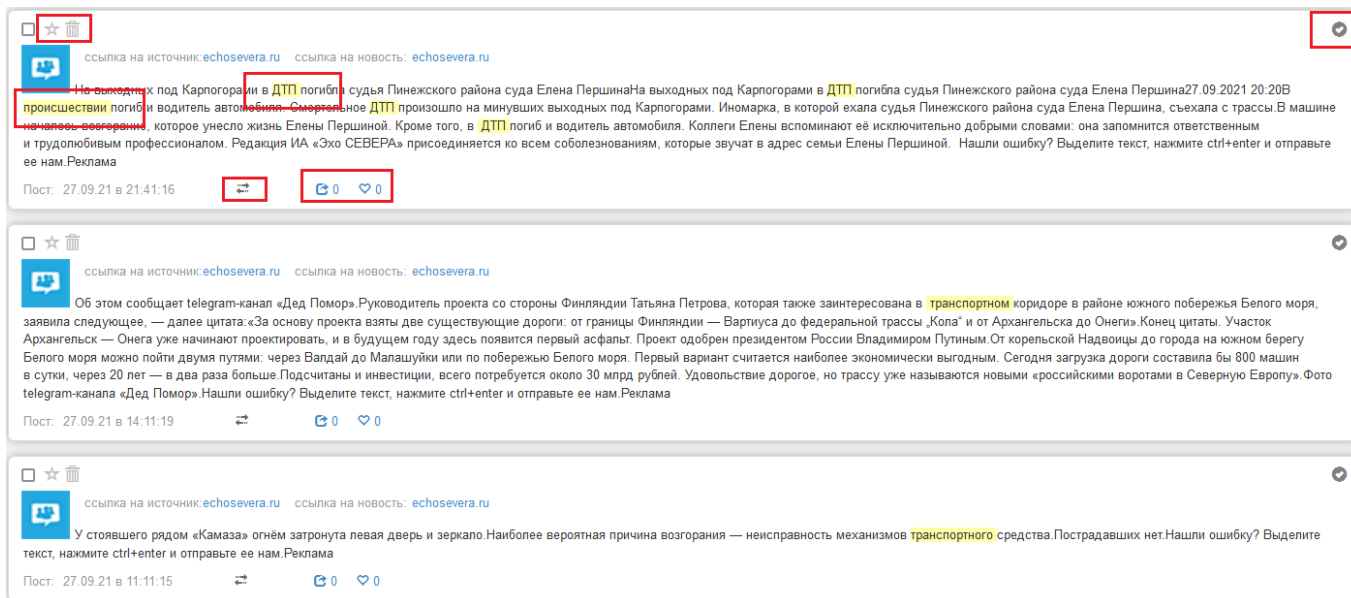 ссылка на источник:echosevera.ru ссылка на новость: echosevera.ru
На выходных под Карпогорами в ДТП погибла судья Пинежского района суда Елена ПершинаНа выходных под Карпогорами в ДТП погибла судья Пинежского района суда Елена Першина27.09.2021 20:20В
происшествии погиб и водитель автомобиля. Смертельное ДТП произошло на минувших выходных под Карпогорами. Иномарка, в которой ехала судья Пинежского района суда Елена Першина, съехала с трассы.В машине
началось возгорание, которое унесло жизнь Елены Першиной. Кроме того, в ДТП погиб и водитель автомобиля. Коллеги Елены вспоминают её исключительно добрыми словами: она запомнится ответственным
и трудолюбивым профессионалом. Редакция ИА «Эхо СЕВЕРА» присоединяется ко всем соболезнованиям, которые звучат в адрес семьи Елены Першиной. Нашли ошибку? Выделите текст, нажмите ctrl+enter и отправьте
ее нам.Реклама
Пост: 27.09.21 в 21:41:16 0 0
ссылка на источник:echosevera.ru ссылка на новость: echosevera.ru
Об этом сообщает telegram-канал «Дед Помор».Руководитель проекта со стороны Финляндии Татьяна Петрова, которая также заинтересована в транспортном коридоре в районе южного побережья Белого моря,
заявила следующее, — далее цитата:«За основу проекта взяты две существующие дороги: от границы Финляндии — Вартиуса до федеральной трассы „Кола“ и от Архангельска до Онеги».Конец цитаты. Участок
Архангельск — Онега уже начинают проектировать, и в будущем году здесь появится первый асфальт. Проект одобрен президентом России Владимиром Путиным.От корельской Надвоицы до города на южном берегу
Белого моря можно пойти двумя путями: через Валдай до Малашуйки или по побережью Белого моря. Первый вариант считается наиболее экономически выгодным. Сегодня загрузка дороги составила бы 800 машин
в сутки, через 20 лет — в два раза больше.Подсчитаны и инвестиции, всего потребуется около 30 млрд рублей. Удовольствие дорогое, но трассу уже называются новыми «российскими воротами в Северную Европу».Фото
telegram-канала «Дед Помор».Нашли ошибку? Выделите текст, нажмите ctrl+enter и отправьте ее нам.Реклама
Пост: 27.09.21 в 14:11:19 0 0
ссылка на источник:echosevera.ru ссылка на новость: echosevera.ru
У стоявшего рядом «Камаза» огнём затронута левая дверь и зеркало.Наиболее вероятная причина возгорания — неисправность механизмов транспортного средства.Пострадавших нет.Нашли ошибку? Выделите
текст, нажмите ctrl+enter и отправьте ее нам.Реклама
Пост: 27.09.21 в 11:11:15 0 0